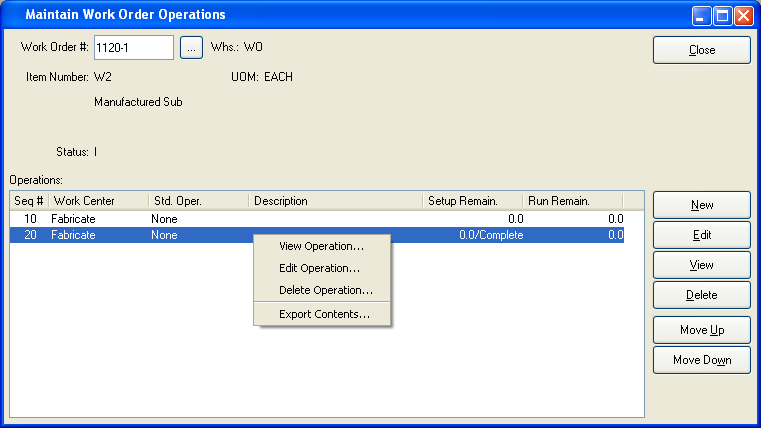 Maintain Work Order Operations
Work Order #: 1120-1 ... Whs.: WO
Close
Item Number: W2 UOM: EACH
Manufactured Sub
Status: I
Operations:
Seq # Work Center Std. Oper. Description Setup Remain. Run Remain.
10 Fabricate None 0.0 0.0
20 Fabricate None 0.0/Complete 0.0
View Operation...
Edit Operation...
Delete Operation...
Export Contents...
New
Edit
View
Delete
Move Up
Move Down